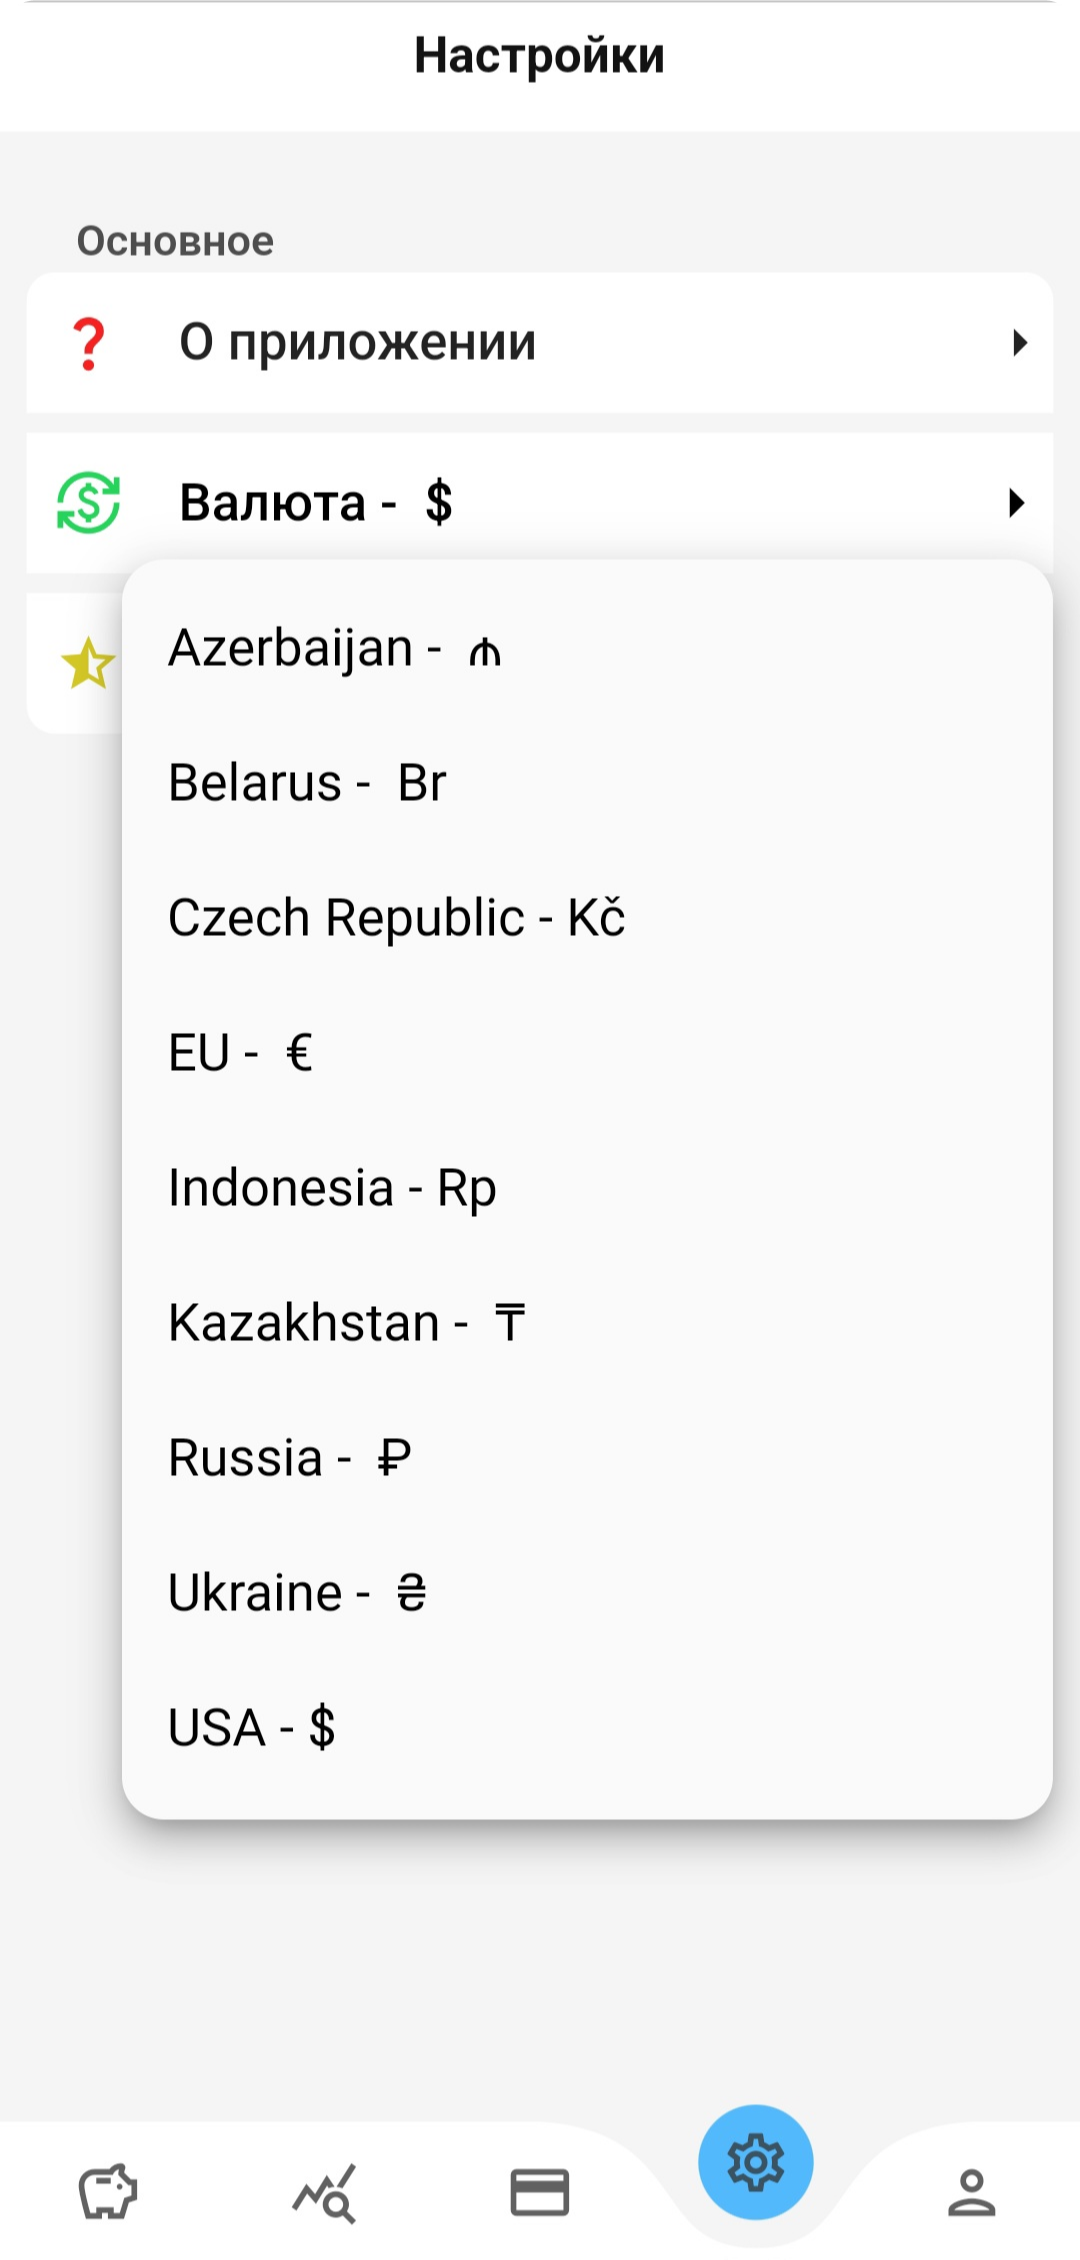 Настройки
Основное
О приложении
Валюта - $
Azerbaijan - ₼
Belarus - Br
Czech Republic - Kč
EU - €
Indonesia - Rp
Kazakhstan - ₸
Russia - ₽
Ukraine - ₴
USA - $